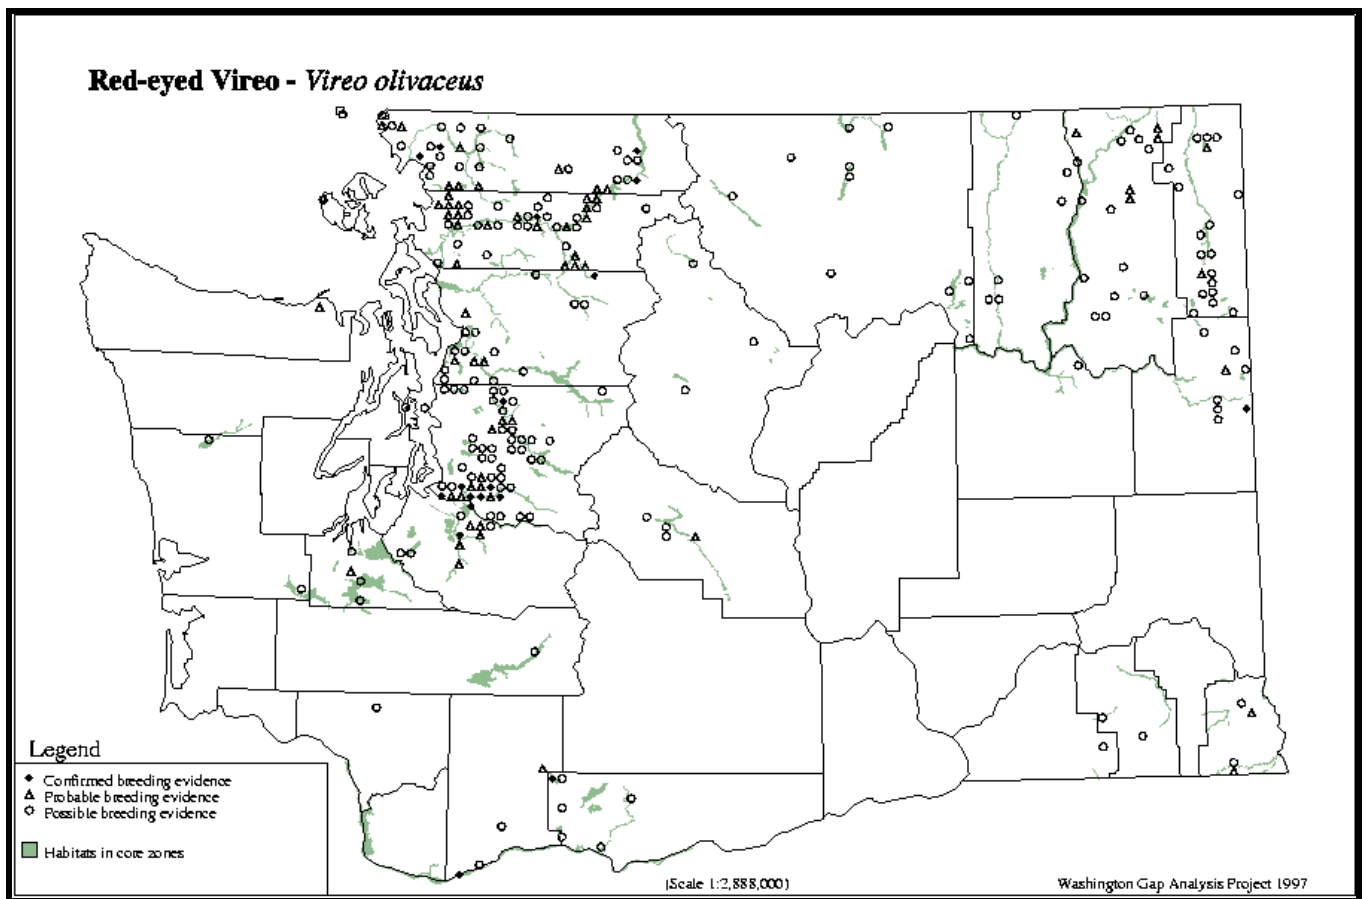 Red-eyed Vireo - Vireo olivaceus
Legend
Confirmed breeding evidence
Probable breeding evidence
Possible breeding evidence
Habitats in core zones
(Scale 1:2,888,000)
Washington Gap Analysis Project 1997